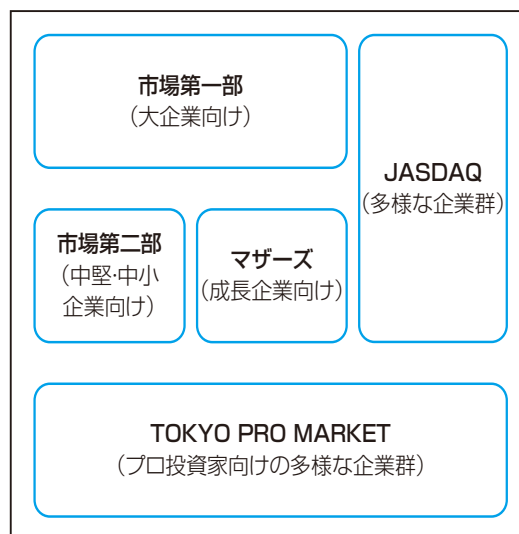 市場第一部
（大企業向け）
JASDAQ
（多様な企業群）
市場第二部
（中堅・中小
企業向け）
マザーズ
（成長企業向け）
TOKYO PRO MARKET
（プロ投資家向けの多様な企業群）